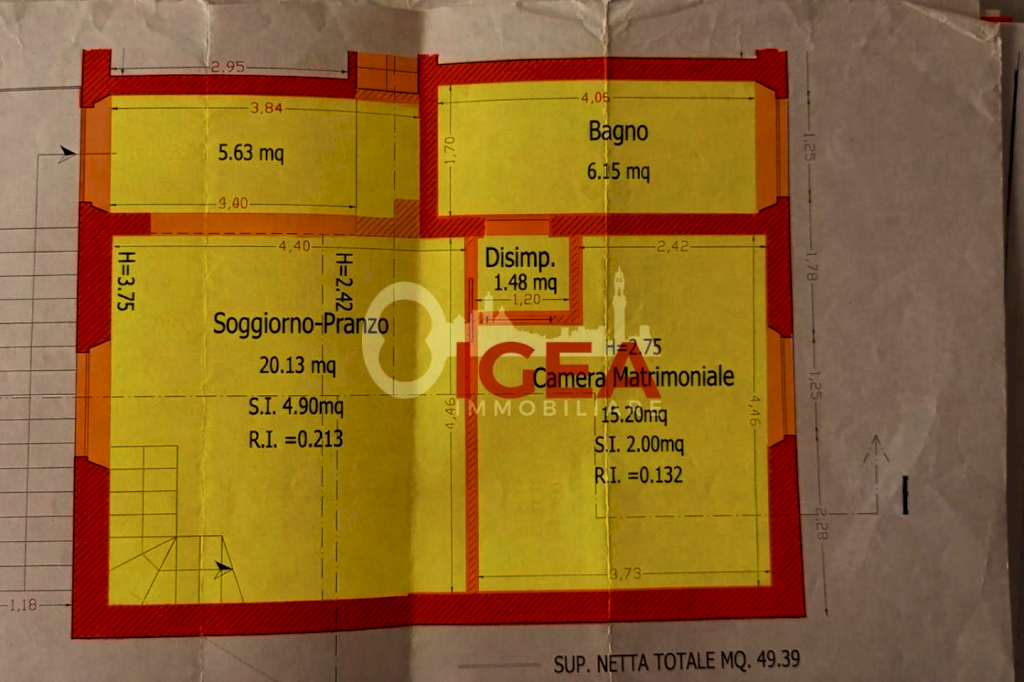 2.95
3,84
5.63 mq
3,40
4,06
1,70
Bagno
6.15 mq
1,25
4,40
H=3.75
H=2.42
Soggiorno-Pranzo
20.13 mq
S.I. 4.90mq
R.I. =0.213
4,46
Disimp.
1.48 mq
1,20
2,42
1,78
IGEA
IMMOBILIARE
H=2.75
Camera Matrimoniale
15.20mq
S.I. 2.00mq
R.I. =0.132
4,46
1,25
2,28
3,73
1,18
SUP. NETTA TOTALE MQ. 49.39